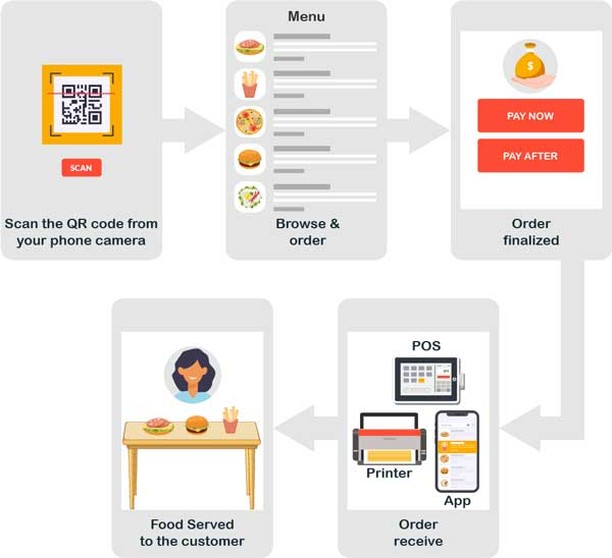 SCAN
Scan the QR code from
your phone camera
Menu
Browse &
order
$
PAY NOW
PAY AFTER
Order
finalized
POS
Printer
App
Order
receive
Food Served
to the customer